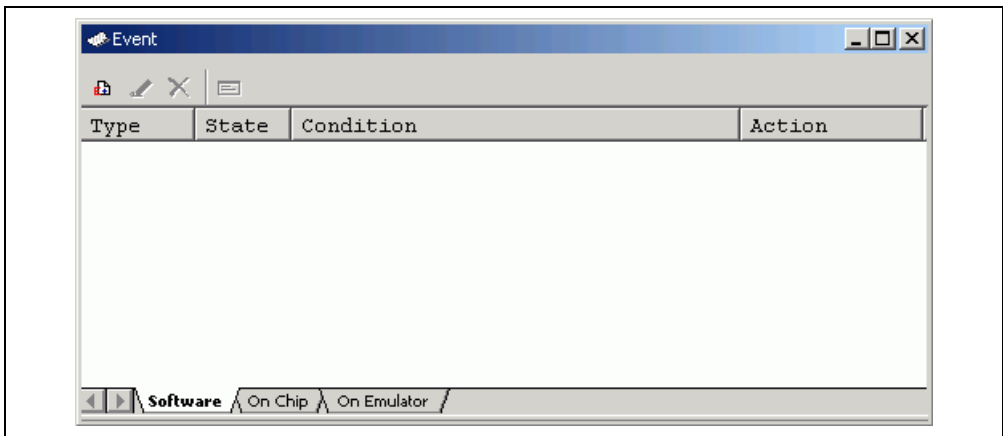 Event
Type State Condition Action
Software On Chip On Emulator